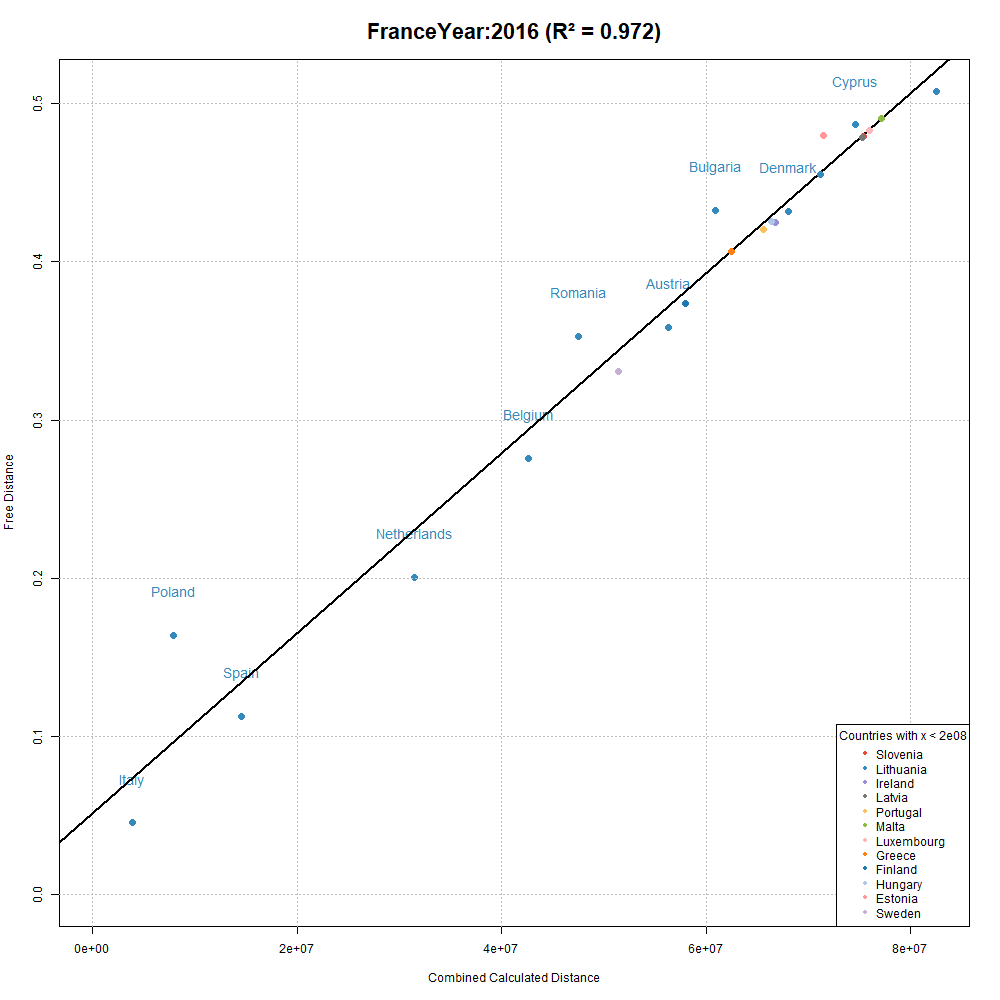 FranceYear:2016 (R² = 0.972)
Cyprus
0.5
Bulgaria
Denmark
0.4
Austria
Romania
0.3
Belgium
Free Distance
Netherlands
0.2
Poland
Spain
0.1
Italy
0.0
Countries with x < 2e08
Slovenia
Lithuania
Ireland
Latvia
Portugal
Malta
Luxembourg
Greece
Finland
Hungary
Estonia
Sweden
0e+00 2e+07 4e+07 6e+07 8e+07
Combined Calculated Distance